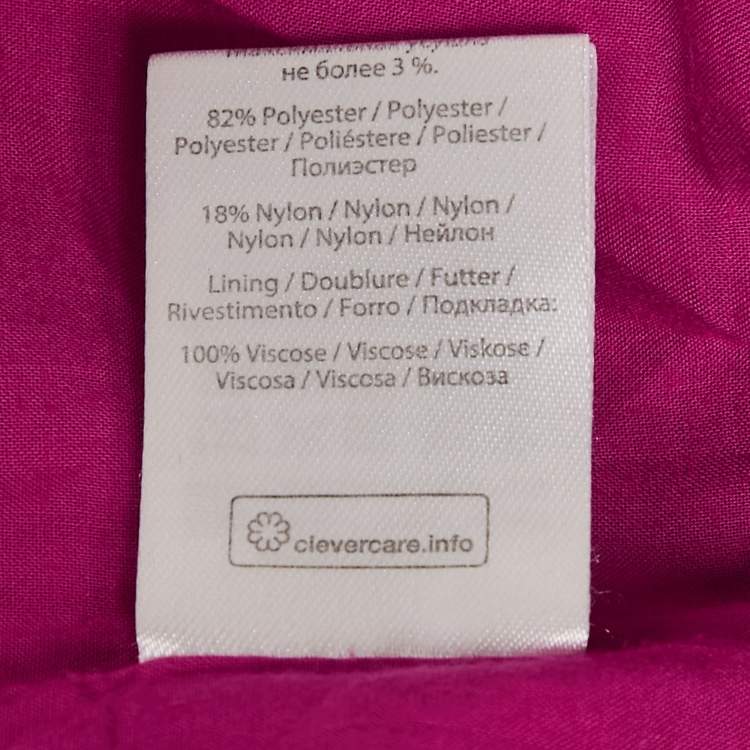 не более 3 %.
82% Polyester / Polyester /
Polyester / Poliéstere / Poliester /
Полиэстер
18% Nylon / Nylon / Nylon /
Nylon / Nylon / Нейлон
Lining / Doublure / Futter /
Rivestimento / Forro / Подкладка:
100% Viscose / Viscose / Viskose /
Viscosa / Viscosa / Вискоза
clevercare.info